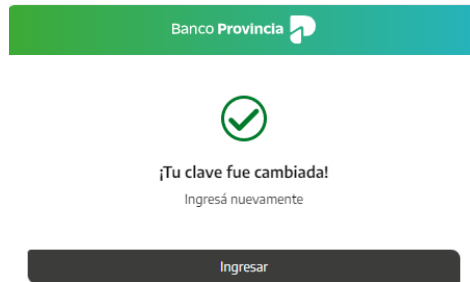 Banco Provincia
¡Tu clave fue cambiada!
Ingresá nuevamente
Ingresar